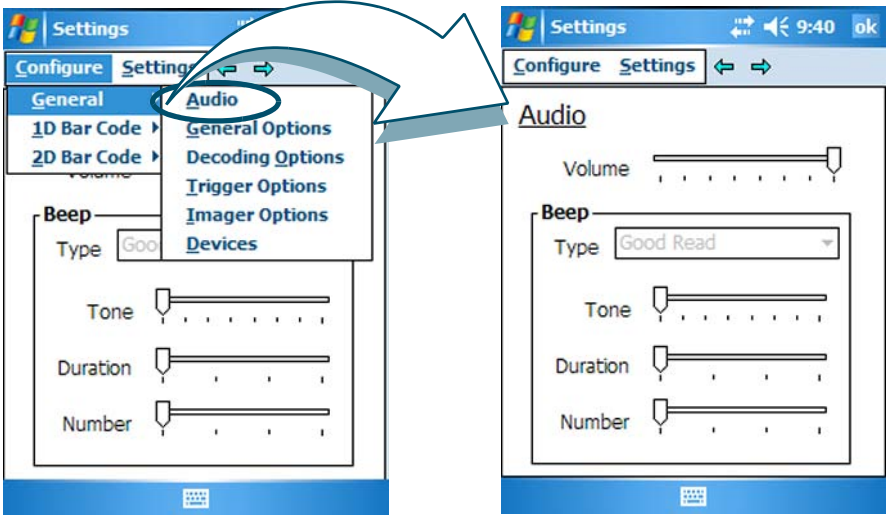 Settings
Configure Settings
General
1D Bar Code
2D Bar Code
Audio
General Options
Decoding Options
Trigger Options
Imager Options
Devices
Beep
Type
Tone
Duration
Number
Settings 9:40 ok
Configure Settings
Audio
Volume
Beep
Type Good Read
Tone
Duration
Number